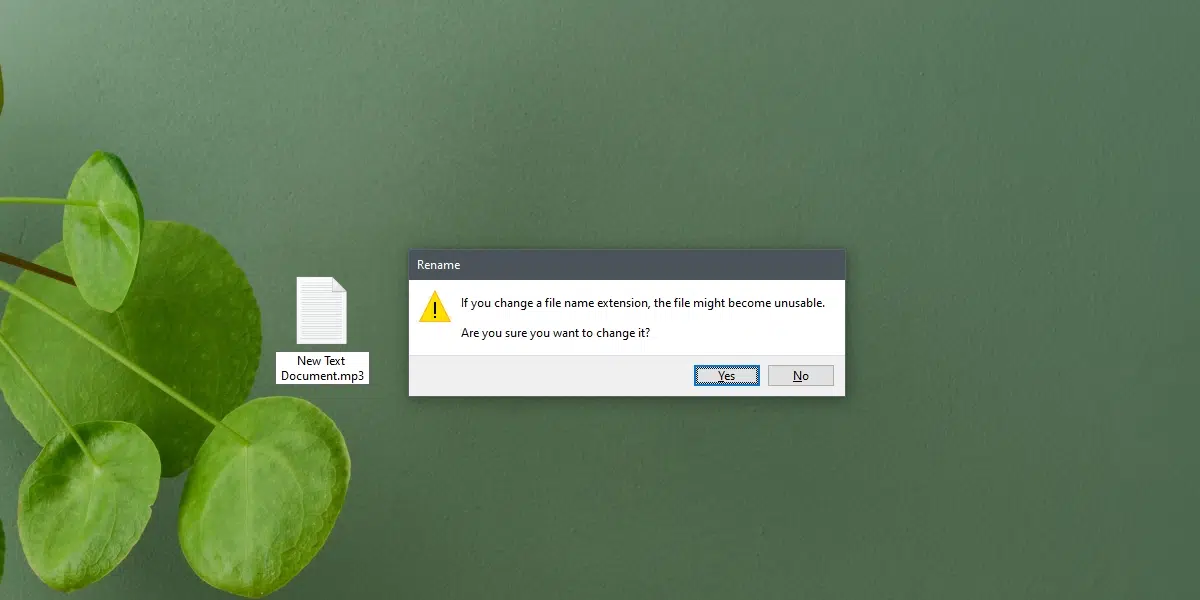 Rename
If you change a file name extension, the file might become unusable.
Are you sure you want to change it?
New Text
Document.mp3
Yes
No